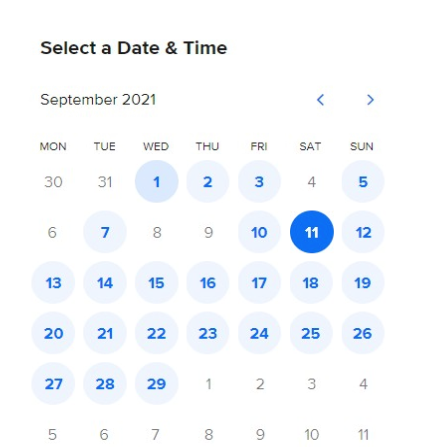 Select a Date & Time
September 2021
MON TUE WED THU FRI SAT SUN
30 31 1 2 3 4 5
6 7 8 9 10 11 12
13 14 15 16 17 18 19
20 21 22 23 24 25 26
27 28 29 1 2 3 4
5 6 7 8 9 10 11